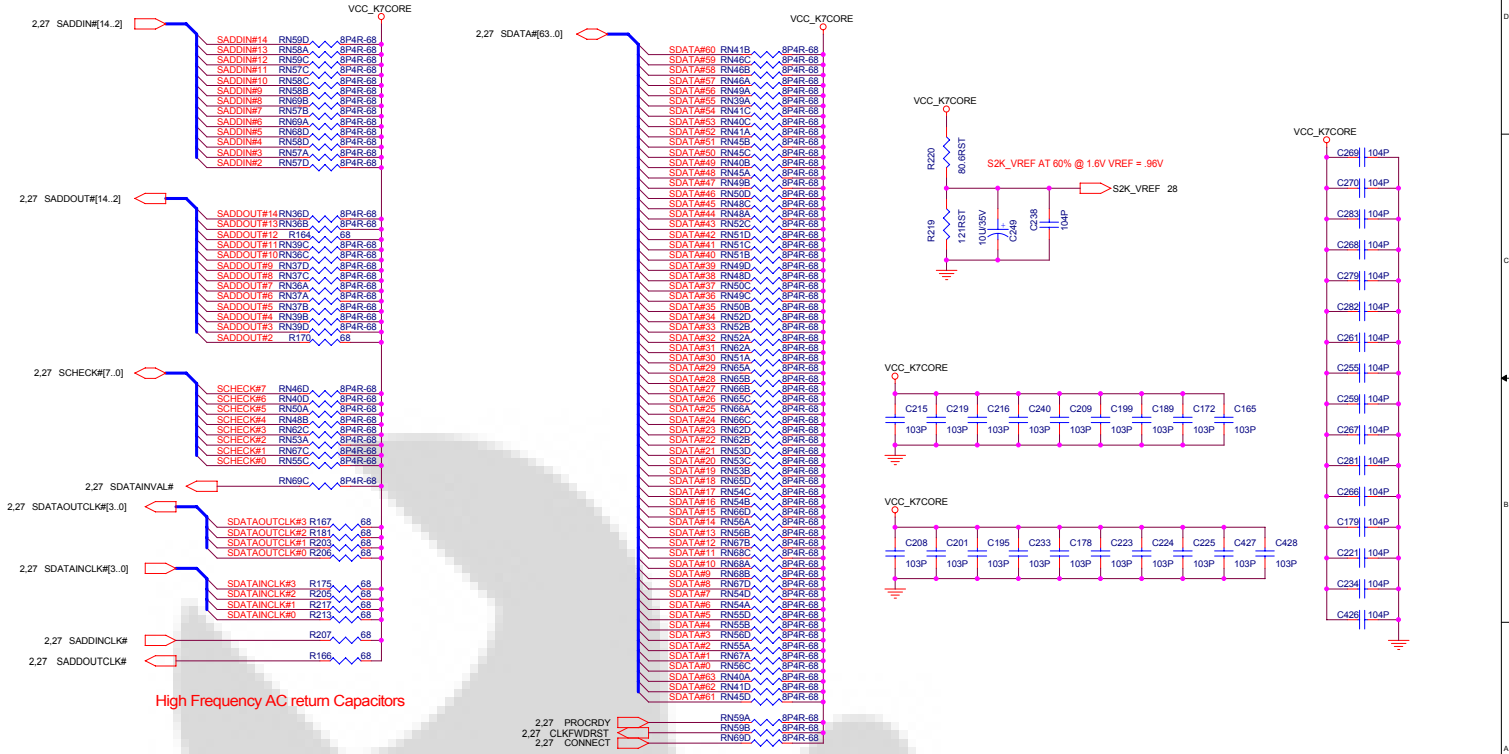 VCC_K7CORE
2,27 SADDIN#[14..2]
SADDIN#14 RN59D 8P4R-68
SADDIN#13 RN58A 8P4R-68
SADDIN#12 RN59C 8P4R-68
SADDIN#11 RN57C 8P4R-68
SADDIN#10 RN58C 8P4R-68
SADDIN#9 RN58B 8P4R-68
SADDIN#8 RN69B 8P4R-68
SADDIN#7 RN57B 8P4R-68
SADDIN#6 RN69A 8P4R-68
SADDIN#5 RN68D 8P4R-68
SADDIN#4 RN58D 8P4R-68
SADDIN#3 RN57A 8P4R-68
SADDIN#2 RN57D 8P4R-68
2,27 SADDOUT#[14..2]
SADDOUT#14 RN36D 8P4R-68
SADDOUT#13 RN36B 8P4R-68
SADDOUT#12 R164 68
SADDOUT#11 RN39C 8P4R-68
SADDOUT#10 RN36C 8P4R-68
SADDOUT#9 RN37D 8P4R-68
SADDOUT#8 RN37C 8P4R-68
SADDOUT#7 RN36A 8P4R-68
SADDOUT#6 RN37A 8P4R-68
SADDOUT#5 RN37B 8P4R-68
SADDOUT#4 RN39B 8P4R-68
SADDOUT#3 RN39D 8P4R-68
SADDOUT#2 R170 68
2,27 SCHECK#[7..0]
SCHECK#7 RN46D 8P4R-68
SCHECK#6 RN40D 8P4R-68
SCHECK#5 RN50A 8P4R-68
SCHECK#4 RN48B 8P4R-68
SCHECK#3 RN62C 8P4R-68
SCHECK#2 RN53A 8P4R-68
SCHECK#1 RN67C 8P4R-68
SCHECK#0 RN55C 8P4R-68
2,27 SDATAINVAL# RN69C 8P4R-68
2,27 SDATAOUTCLK#[3..0]
SDATAOUTCLK#3 R167 68
SDATAOUTCLK#2 R181 68
SDATAOUTCLK#1 R203 68
SDATAOUTCLK#0 R206 68
2,27 SDATAINCLK#[3..0]
SDATAINCLK#3 R175 68
SDATAINCLK#2 R205 68
SDATAINCLK#1 R217 68
SDATAINCLK#0 R213 68
2,27 SADDINCLK# R207 68
2,27 SADDOUTCLK# R166 68
High Frequency AC return Capacitors
VCC_K7CORE
2,27 SDATA#[63..0]
SDATA#60 RN41B 8P4R-68
SDATA#59 RN46C 8P4R-68
SDATA#58 RN46B 8P4R-68
SDATA#57 RN46A 8P4R-68
SDATA#56 RN49A 8P4R-68
SDATA#55 RN39A 8P4R-68
SDATA#54 RN41C 8P4R-68
SDATA#53 RN40C 8P4R-68
SDATA#52 RN41A 8P4R-68
SDATA#51 RN45B 8P4R-68
SDATA#50 RN45C 8P4R-68
SDATA#49 RN40B 8P4R-68
SDATA#48 RN45A 8P4R-68
SDATA#47 RN49B 8P4R-68
SDATA#46 RN50D 8P4R-68
SDATA#45 RN48C 8P4R-68
SDATA#44 RN48A 8P4R-68
SDATA#43 RN52C 8P4R-68
SDATA#42 RN51D 8P4R-68
SDATA#41 RN51C 8P4R-68
SDATA#40 RN51B 8P4R-68
SDATA#39 RN49D 8P4R-68
SDATA#38 RN48D 8P4R-68
SDATA#37 RN50C 8P4R-68
SDATA#36 RN49C 8P4R-68
SDATA#35 RN50B 8P4R-68
SDATA#34 RN52D 8P4R-68
SDATA#33 RN52B 8P4R-68
SDATA#32 RN52A 8P4R-68
SDATA#31 RN62A 8P4R-68
SDATA#30 RN51A 8P4R-68
SDATA#29 RN65A 8P4R-68
SDATA#28 RN65B 8P4R-68
SDATA#27 RN66B 8P4R-68
SDATA#26 RN65C 8P4R-68
SDATA#25 RN66A 8P4R-68
SDATA#24 RN66C 8P4R-68
SDATA#23 RN62D 8P4R-68
SDATA#22 RN62B 8P4R-68
SDATA#21 RN53D 8P4R-68
SDATA#20 RN53C 8P4R-68
SDATA#19 RN53B 8P4R-68
SDATA#18 RN65D 8P4R-68
SDATA#17 RN54C 8P4R-68
SDATA#16 RN54B 8P4R-68
SDATA#15 RN66D 8P4R-68
SDATA#14 RN56A 8P4R-68
SDATA#13 RN56B 8P4R-68
SDATA#12 RN67B 8P4R-68
SDATA#11 RN68C 8P4R-68
SDATA#10 RN68A 8P4R-68
SDATA#9 RN68B 8P4R-68
SDATA#8 RN67D 8P4R-68
SDATA#7 RN54D 8P4R-68
SDATA#6 RN54A 8P4R-68
SDATA#5 RN55D 8P4R-68
SDATA#4 RN55B 8P4R-68
SDATA#3 RN56D 8P4R-68
SDATA#2 RN55A 8P4R-68
SDATA#1 RN67A 8P4R-68
SDATA#0 RN56C 8P4R-68
SDATA#63 RN40A 8P4R-68
SDATA#62 RN41D 8P4R-68
SDATA#61 RN45D 8P4R-68
2,27 PROCRDY RN59A 8P4R-68
2,27 CLKFWDRST RN59B 8P4R-68
2,27 CONNECT RN69D 8P4R-68
VCC_K7CORE
R220 80.6RST
S2K_VREF AT 60% @ 1.6V VREF = .96V
S2K_VREF 28
R219 121RST
10U/35V C249
C238 104P
VCC_K7CORE
C215 C219 C216 C240 C209 C199 C189 C172 C165
103P 103P 103P 103P 103P 103P 103P 103P 103P
VCC_K7CORE
C208 C201 C195 C233 C178 C223 C224 C225 C427 C428
103P 103P 103P 103P 103P 103P 103P 103P 103P 103P
VCC_K7CORE
C269 104P
C270 104P
C283 104P
C268 104P
C279 104P
C282 104P
C261 104P
C255 104P
C259 104P
C267 104P
C281 104P
C266 104P
C179 104P
C221 104P
C234 104P
C426 104P
D
C
B
A